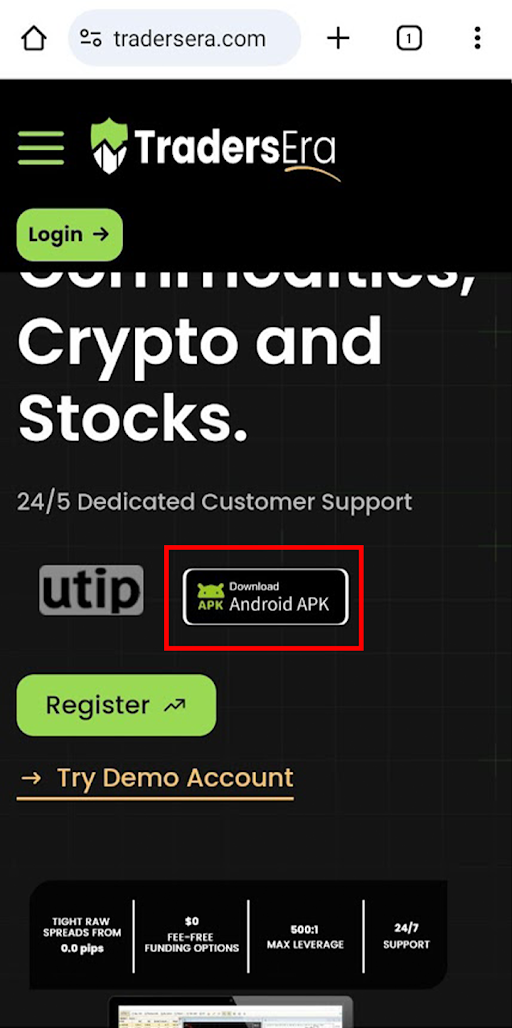 tradersera.com
1
TradersEra
Login →
Commodities,
Crypto and
Stocks.
24/5 Dedicated Customer Support
utip
Download
APK Android APK
Register
→ Try Demo Account
TIGHT RAW
SPREADS FROM
0.0 pips
$0
FEE-FREE
FUNDING OPTIONS
500:1
MAX LEVERAGE
24/7
SUPPORT